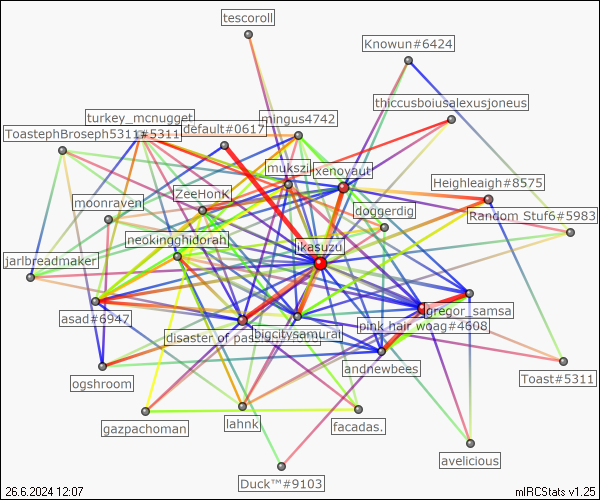 tescoroll
Knowun#6424
thiccusboiusalexusjoneus
turkey_mcnugget
mingus4742
default#0617
ToastephBroseph5311#5311
mukszi
xenoyaut
Heighleaigh#8575
ZeeHonK
moonraven
doggerdig
Random Stuf6#5983
neokingghidorah
ikasuzu
jarlbreadmaker
gregor_samsa
asad#6947
pink hair woag#4608
disaster of pas
bigcitysamurai
andnewbees
Toast#5311
ogshroom
gazpachoman
lahnk
facadas.
avelicious
Duck™#9103
26.6.2024 12:07
mIRCStats v1.25